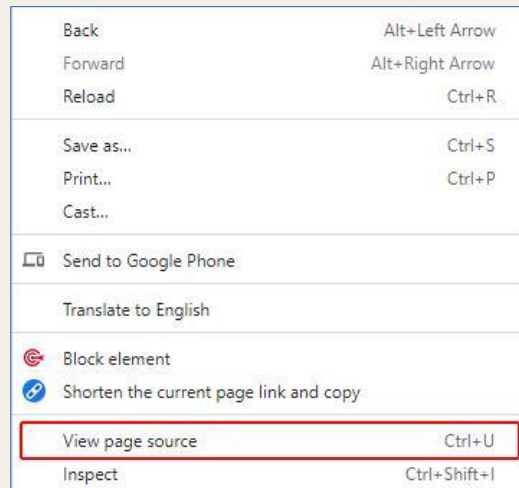 Back Alt+Left Arrow
Forward Alt+Right Arrow
Reload Ctrl+R
Save as... Ctrl+S
Print... Ctrl+P
Cast...
Send to Google Phone
Translate to English
Block element
Shorten the current page link and copy
View page source Ctrl+U
Inspect Ctrl+Shift+I